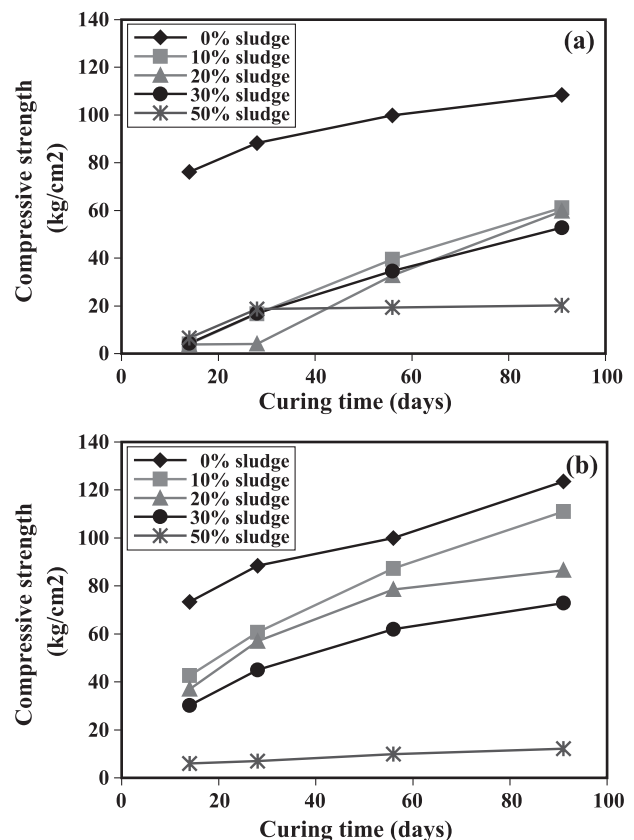 (a)
0% sludge
10% sludge
20% sludge
30% sludge
50% sludge
Compressive strength
(kg/cm2)
140
120
100
80
60
40
20
0
0 20 40 60 80 100
Curing time (days)
(b)
0% sludge
10% sludge
20% sludge
30% sludge
50% sludge
Compressive strength
(kg/cm2)
140
120
100
80
60
40
20
0
0 20 40 60 80 100
Curing time (days)